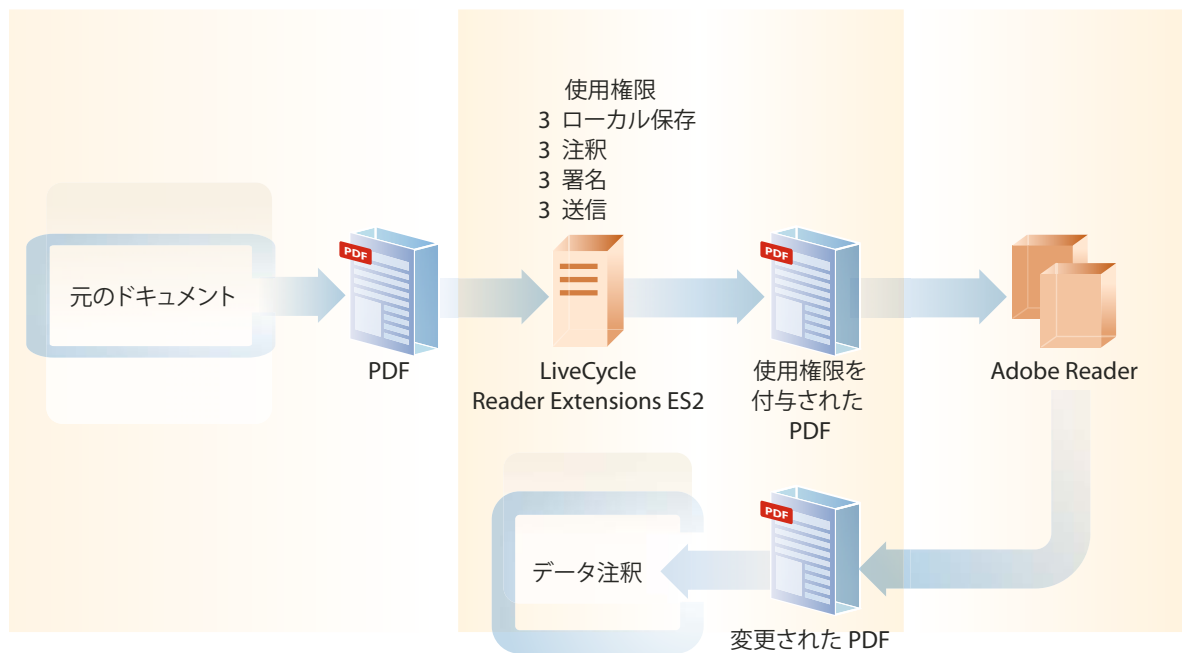 使用権限
3 ローカル保存
3 注釈
3 署名
3 送信
元のドキュメント
PDF
PDF
LiveCycle
Reader Extensions ES2
PDF
使用権限を
付与された
PDF
Adobe Reader
データ注釈
PDF
変更された PDF